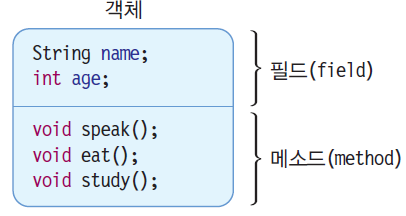 객체
String name;
int age;
필드(field)
void speak();
void eat();
void study();
메소드(method)